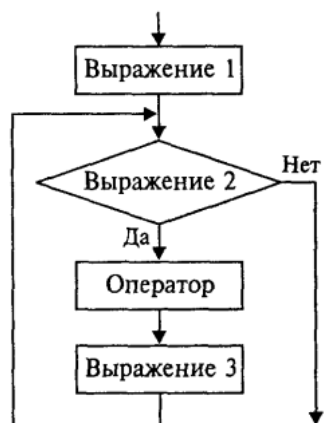 Выражение 1
Выражение 2
Нет
Да
Оператор
Выражение 3